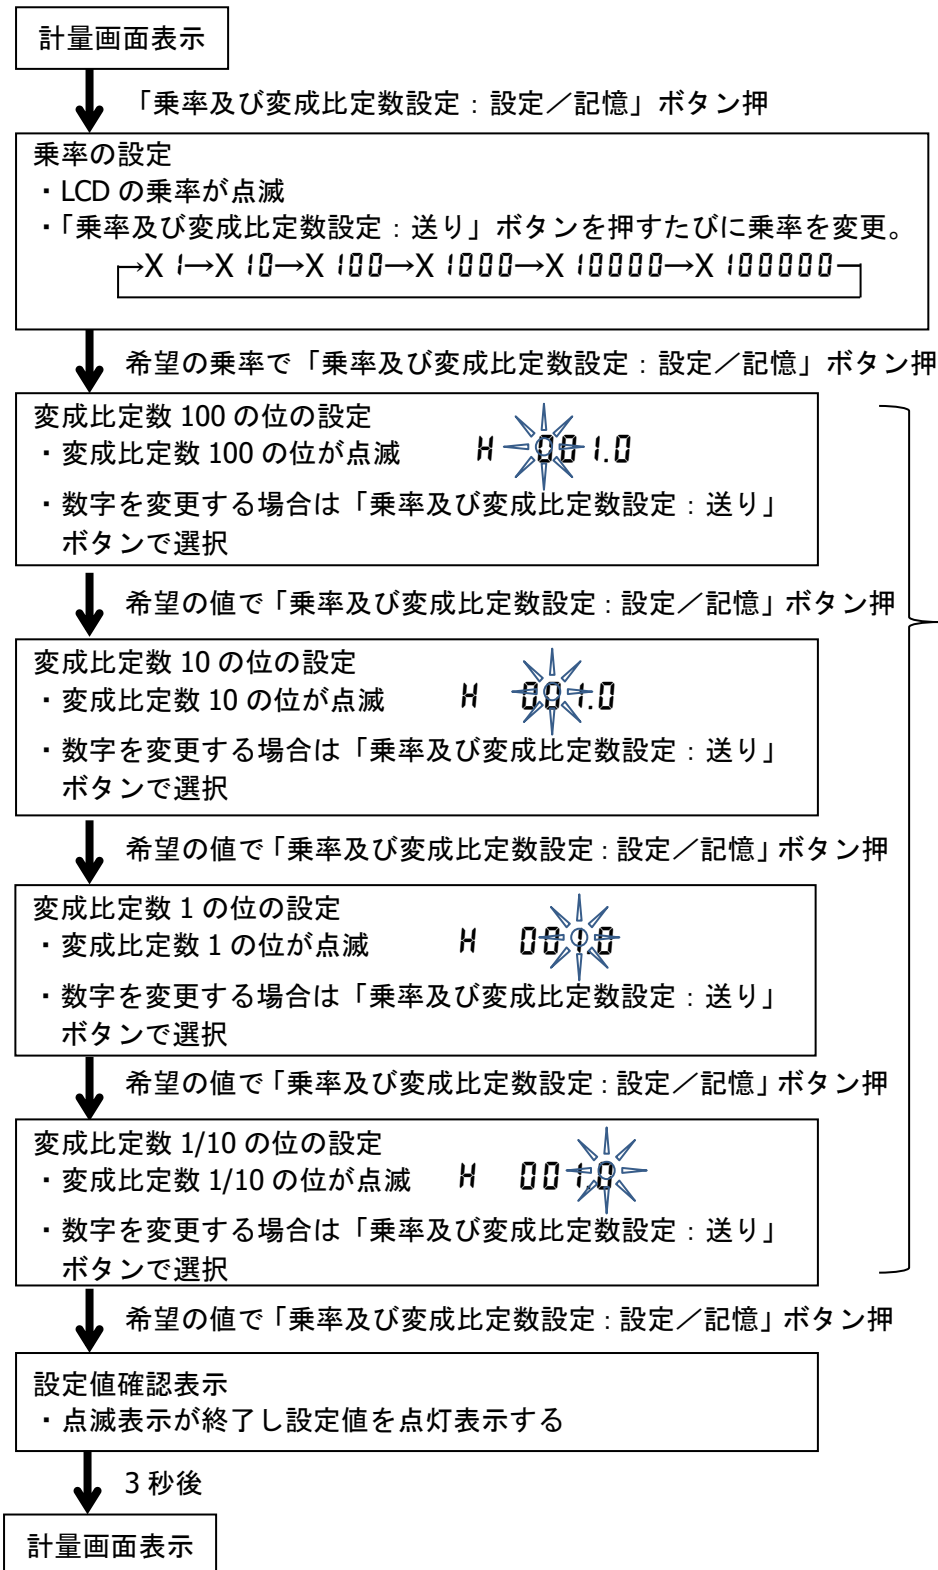 計量画面表示
「乗率及び変成比定数設定：設定／記憶」ボタン押
乗率の設定
・LCD の乗率が点滅
・「乗率及び変成比定数設定：送り」ボタンを押すたびに乗率を変更。
→X 1→X 10→X 100→X 1000→X 10000→X 100000
希望の乗率で「乗率及び変成比定数設定：設定／記憶」ボタン押
変成比定数 100 の位の設定
・変成比定数 100 の位が点滅 H 001.0
・数字を変更する場合は「乗率及び変成比定数設定：送り」
ボタンで選択
希望の値で「乗率及び変成比定数設定：設定／記憶」ボタン押
変成比定数 10 の位の設定
・変成比定数 10 の位が点滅 H 001.0
・数字を変更する場合は「乗率及び変成比定数設定：送り」
ボタンで選択
希望の値で「乗率及び変成比定数設定：設定／記憶」ボタン押
変成比定数 1 の位の設定
・変成比定数 1 の位が点滅 H 001.0
・数字を変更する場合は「乗率及び変成比定数設定：送り」
ボタンで選択
希望の値で「乗率及び変成比定数設定：設定／記憶」ボタン押
変成比定数 1/10 の位の設定
・変成比定数 1/10 の位が点滅 H 001.0
・数字を変更する場合は「乗率及び変成比定数設定：送り」
ボタンで選択
希望の値で「乗率及び変成比定数設定：設定／記憶」ボタン押
設定値確認表示
・点滅表示が終了し設定値を点灯表示する
3 秒後
計量画面表示